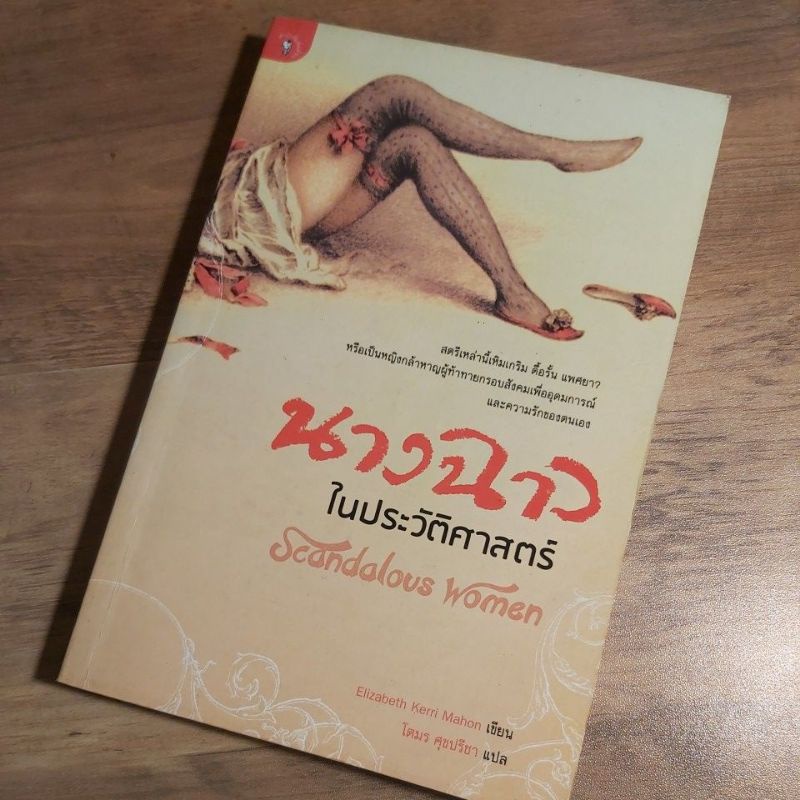 สตรีเหล่านี้เหิมเกริม ดื้อรั้น แพศยา?
หรือเป็นหญิงกล้าหาญผู้ท้าทายกรอบสังคมเพื่ออุดมการณ์
และความรักของตนเอง
นางฉาว
ในประวัติศาสตร์
Scandalous Women
Elizabeth Kerri Mahon เขียน
โตมร ศุขปรีชา แปล